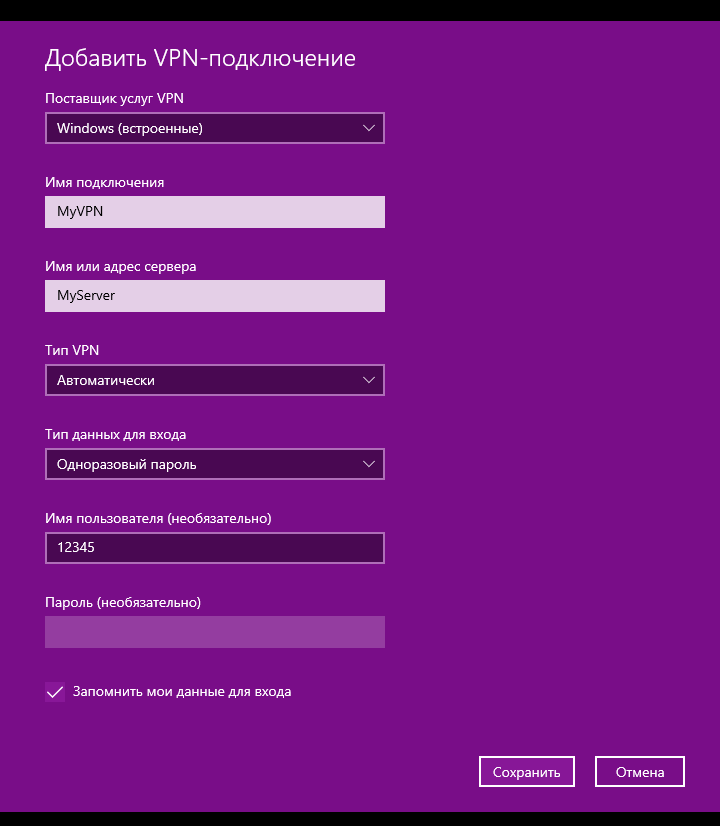 Добавить VPN-подключение
Поставщик услуг VPN
Windows (встроенные)
Имя подключения
MyVPN
Имя или адрес сервера
MyServer
Тип VPN
Автоматически
Тип данных для входа
Одноразовый пароль
Имя пользователя (необязательно)
12345
Пароль (необязательно)
Запомнить мои данные для входа
Сохранить
Отмена